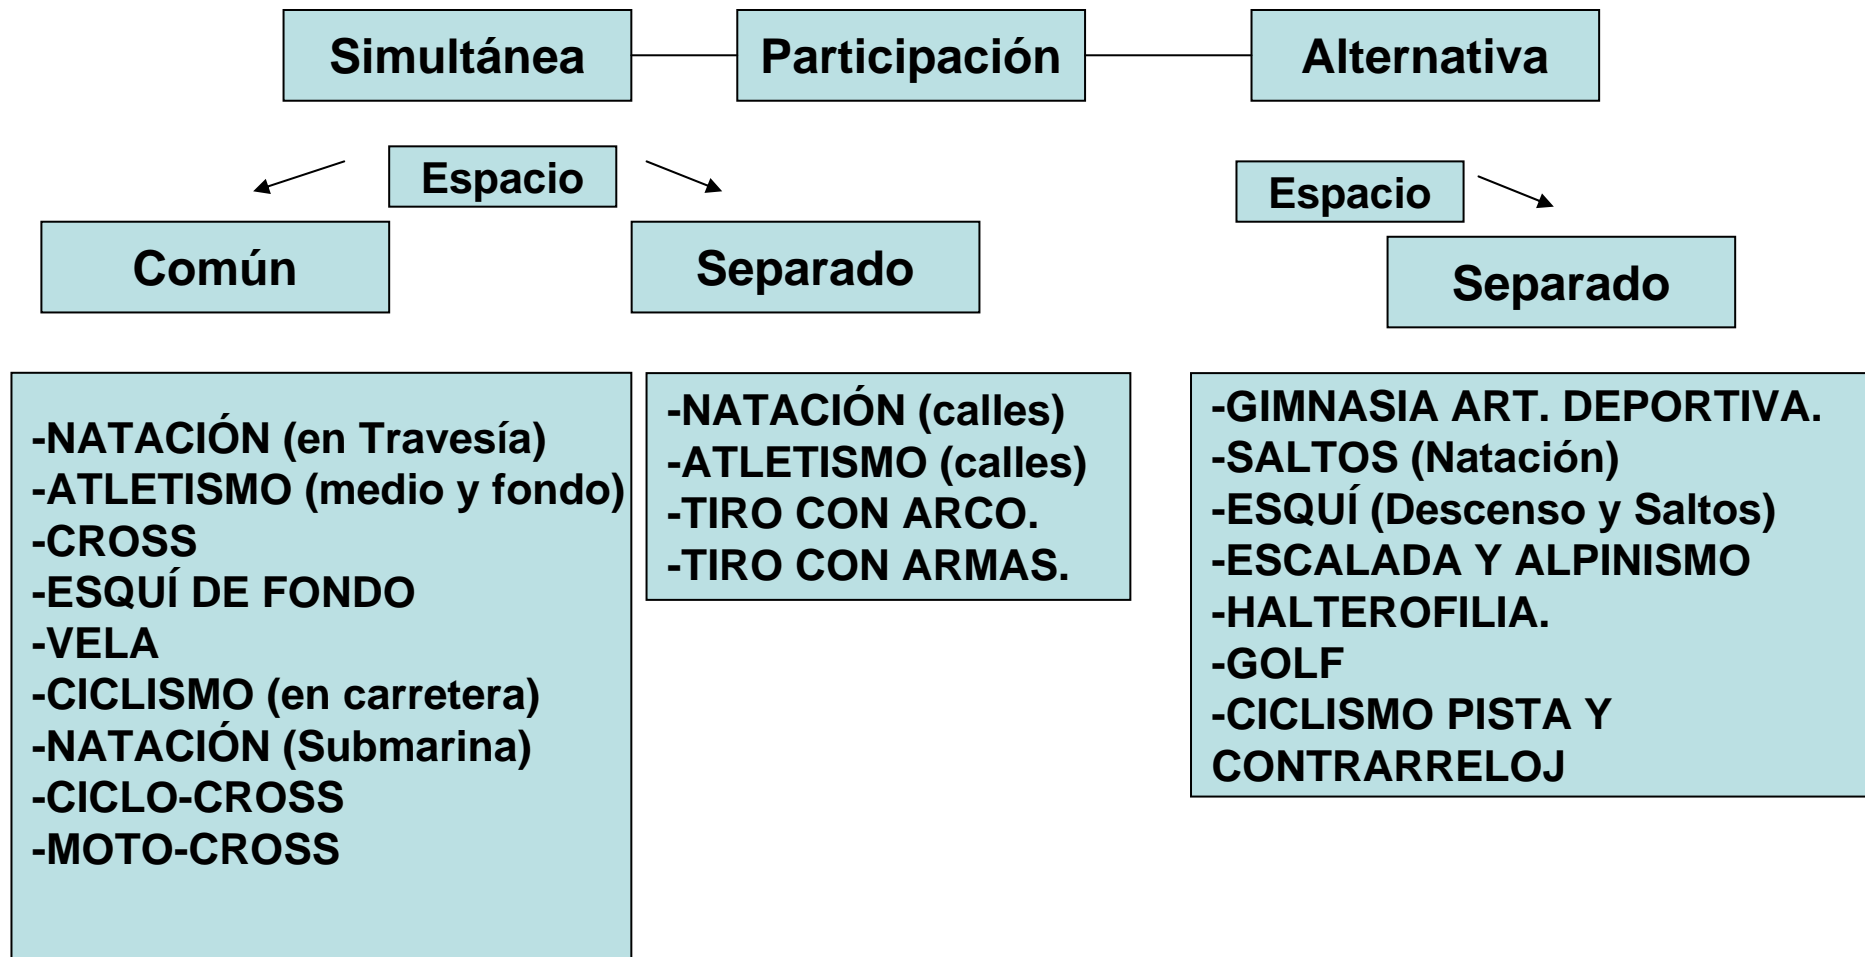 Simultánea
Participación
Alternativa
Espacio
Espacio
Común
Separado
Separado
-NATACIÓN (en Travesía)
-ATLETISMO (medio y fondo)
-CROSS
-ESQUÍ DE FONDO
-VELA
-CICLISMO (en carretera)
-NATACIÓN (Submarina)
-CICLO-CROSS
-MOTO-CROSS
-NATACIÓN (calles)
-ATLETISMO (calles)
-TIRO CON ARCO.
-TIRO CON ARMAS.
-GIMNASIA ART. DEPORTIVA.
-SALTOS (Natación)
-ESQUÍ (Descenso y Saltos)
-ESCALADA Y ALPINISMO
-HALTEROFILIA.
-GOLF
-CICLISMO PISTA Y
CONTRARRELOJ